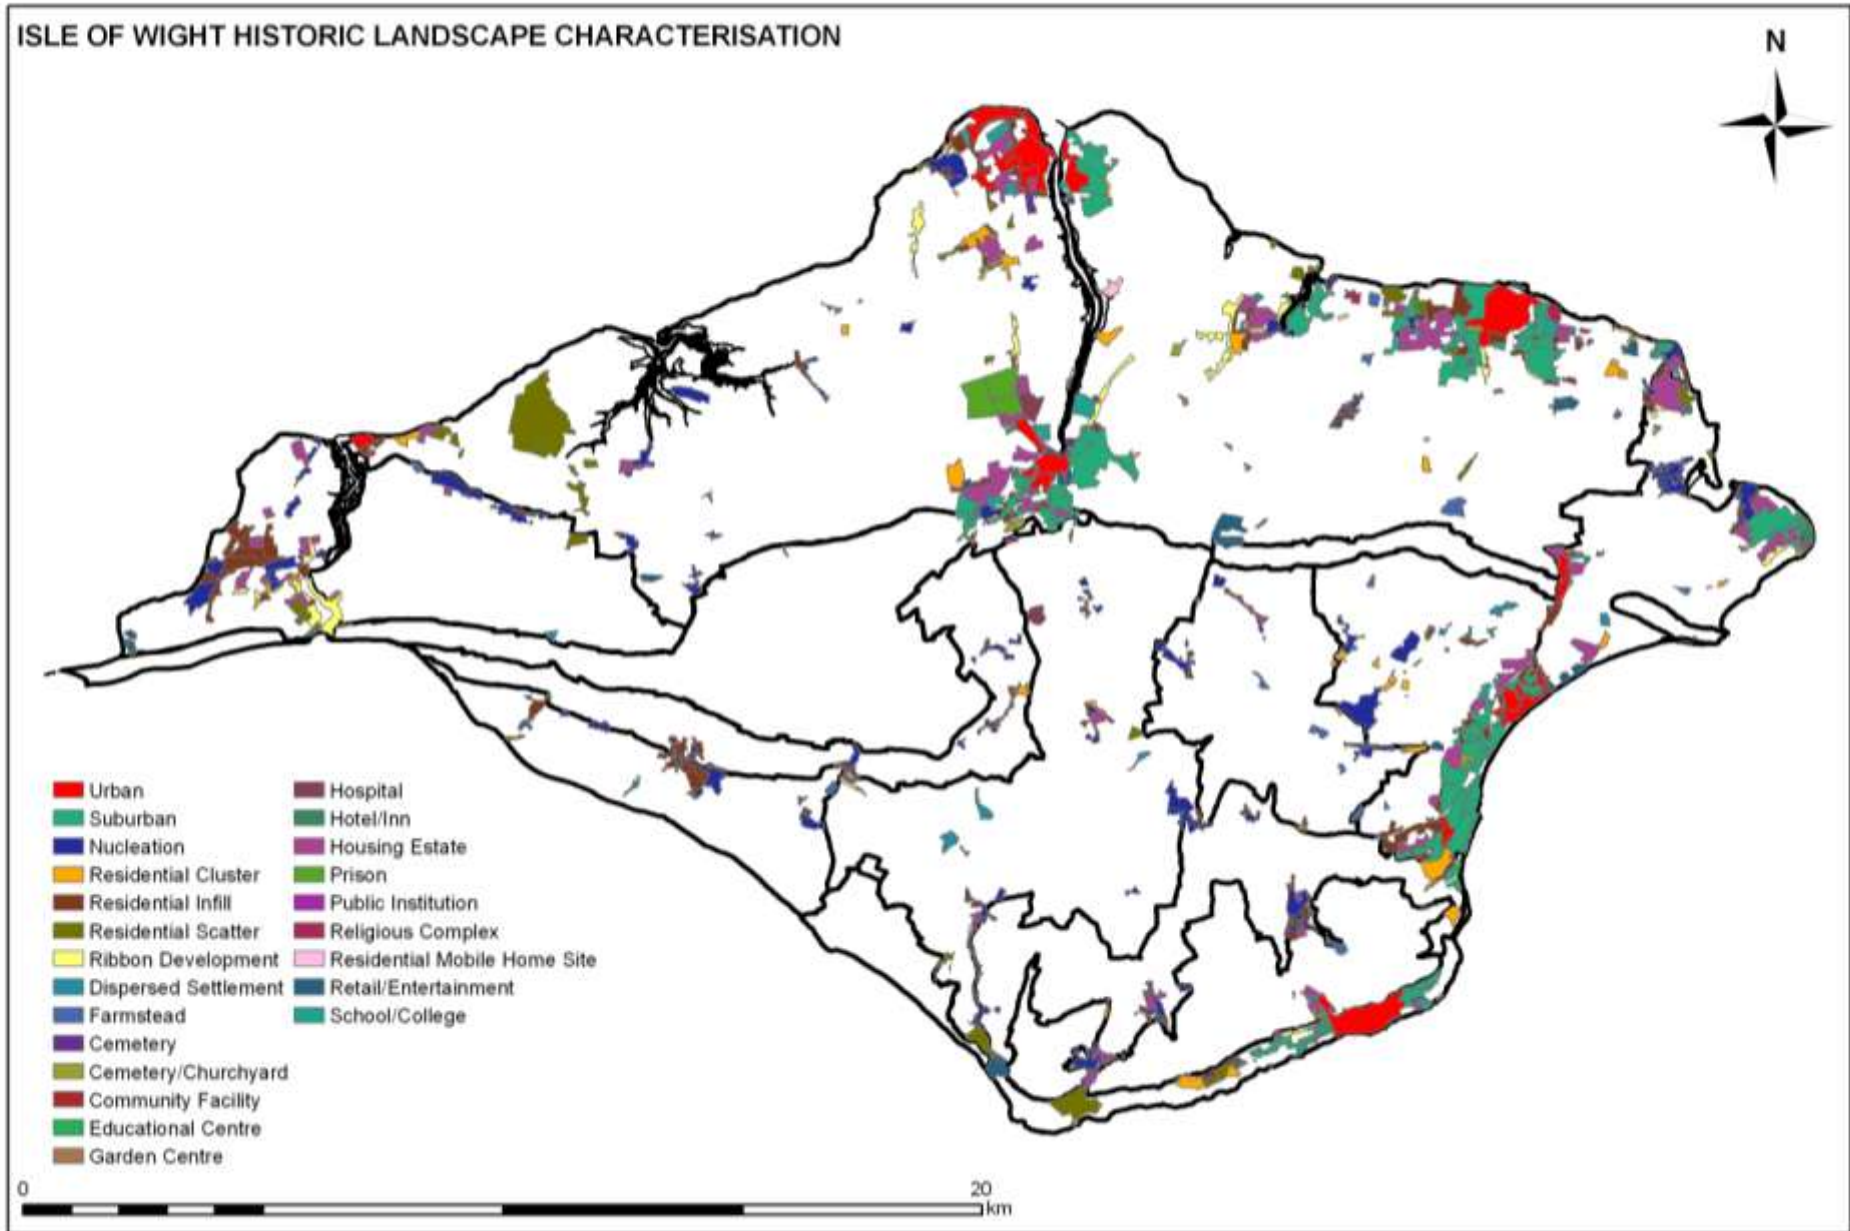 ISLE OF WIGHT HISTORIC LANDSCAPE CHARACTERISATION
N
Urban
Suburban
Nucleation
Residential Cluster
Residential Infill
Residential Scatter
Ribbon Development
Dispersed Settlement
Farmstead
Cemetery
Cemetery/Churchyard
Community Facility
Educational Centre
Garden Centre
Hospital
Hotel/Inn
Housing Estate
Prison
Public Institution
Religious Complex
Residential Mobile Home Site
Retail/Entertainment
School/College
0 20
km